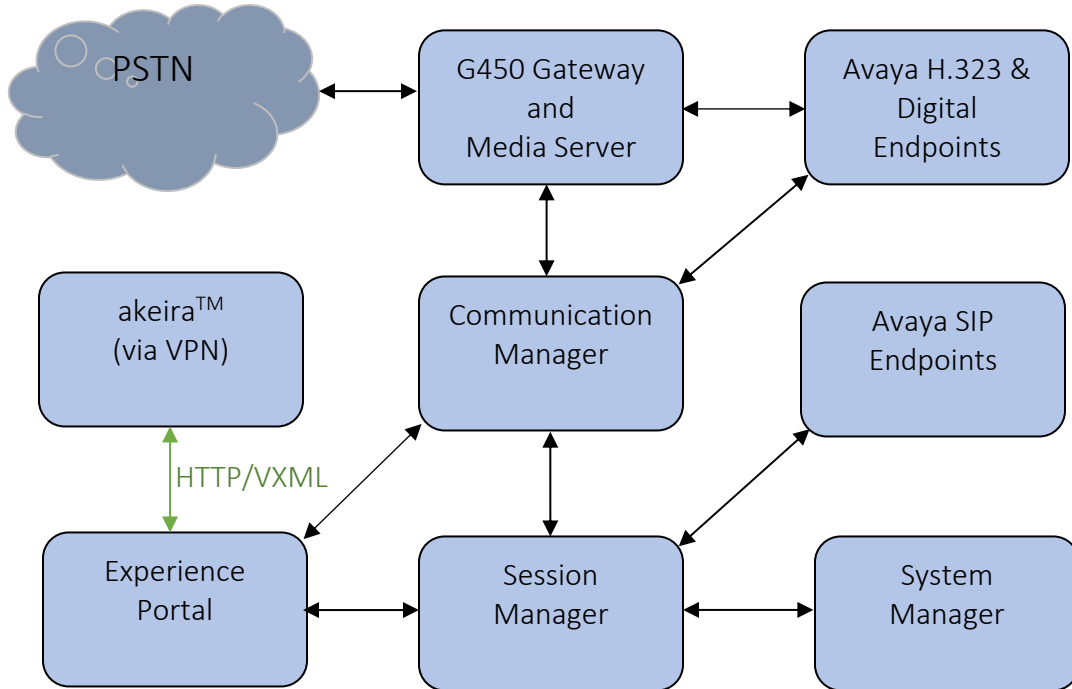 PSTN
G450 Gateway
and
Media Server
Avaya H.323 &
Digital
Endpoints
akeira™
(via VPN)
Communication
Manager
Avaya SIP
Endpoints
HTTP/VXML
Experience
Portal
Session
Manager
System
Manager